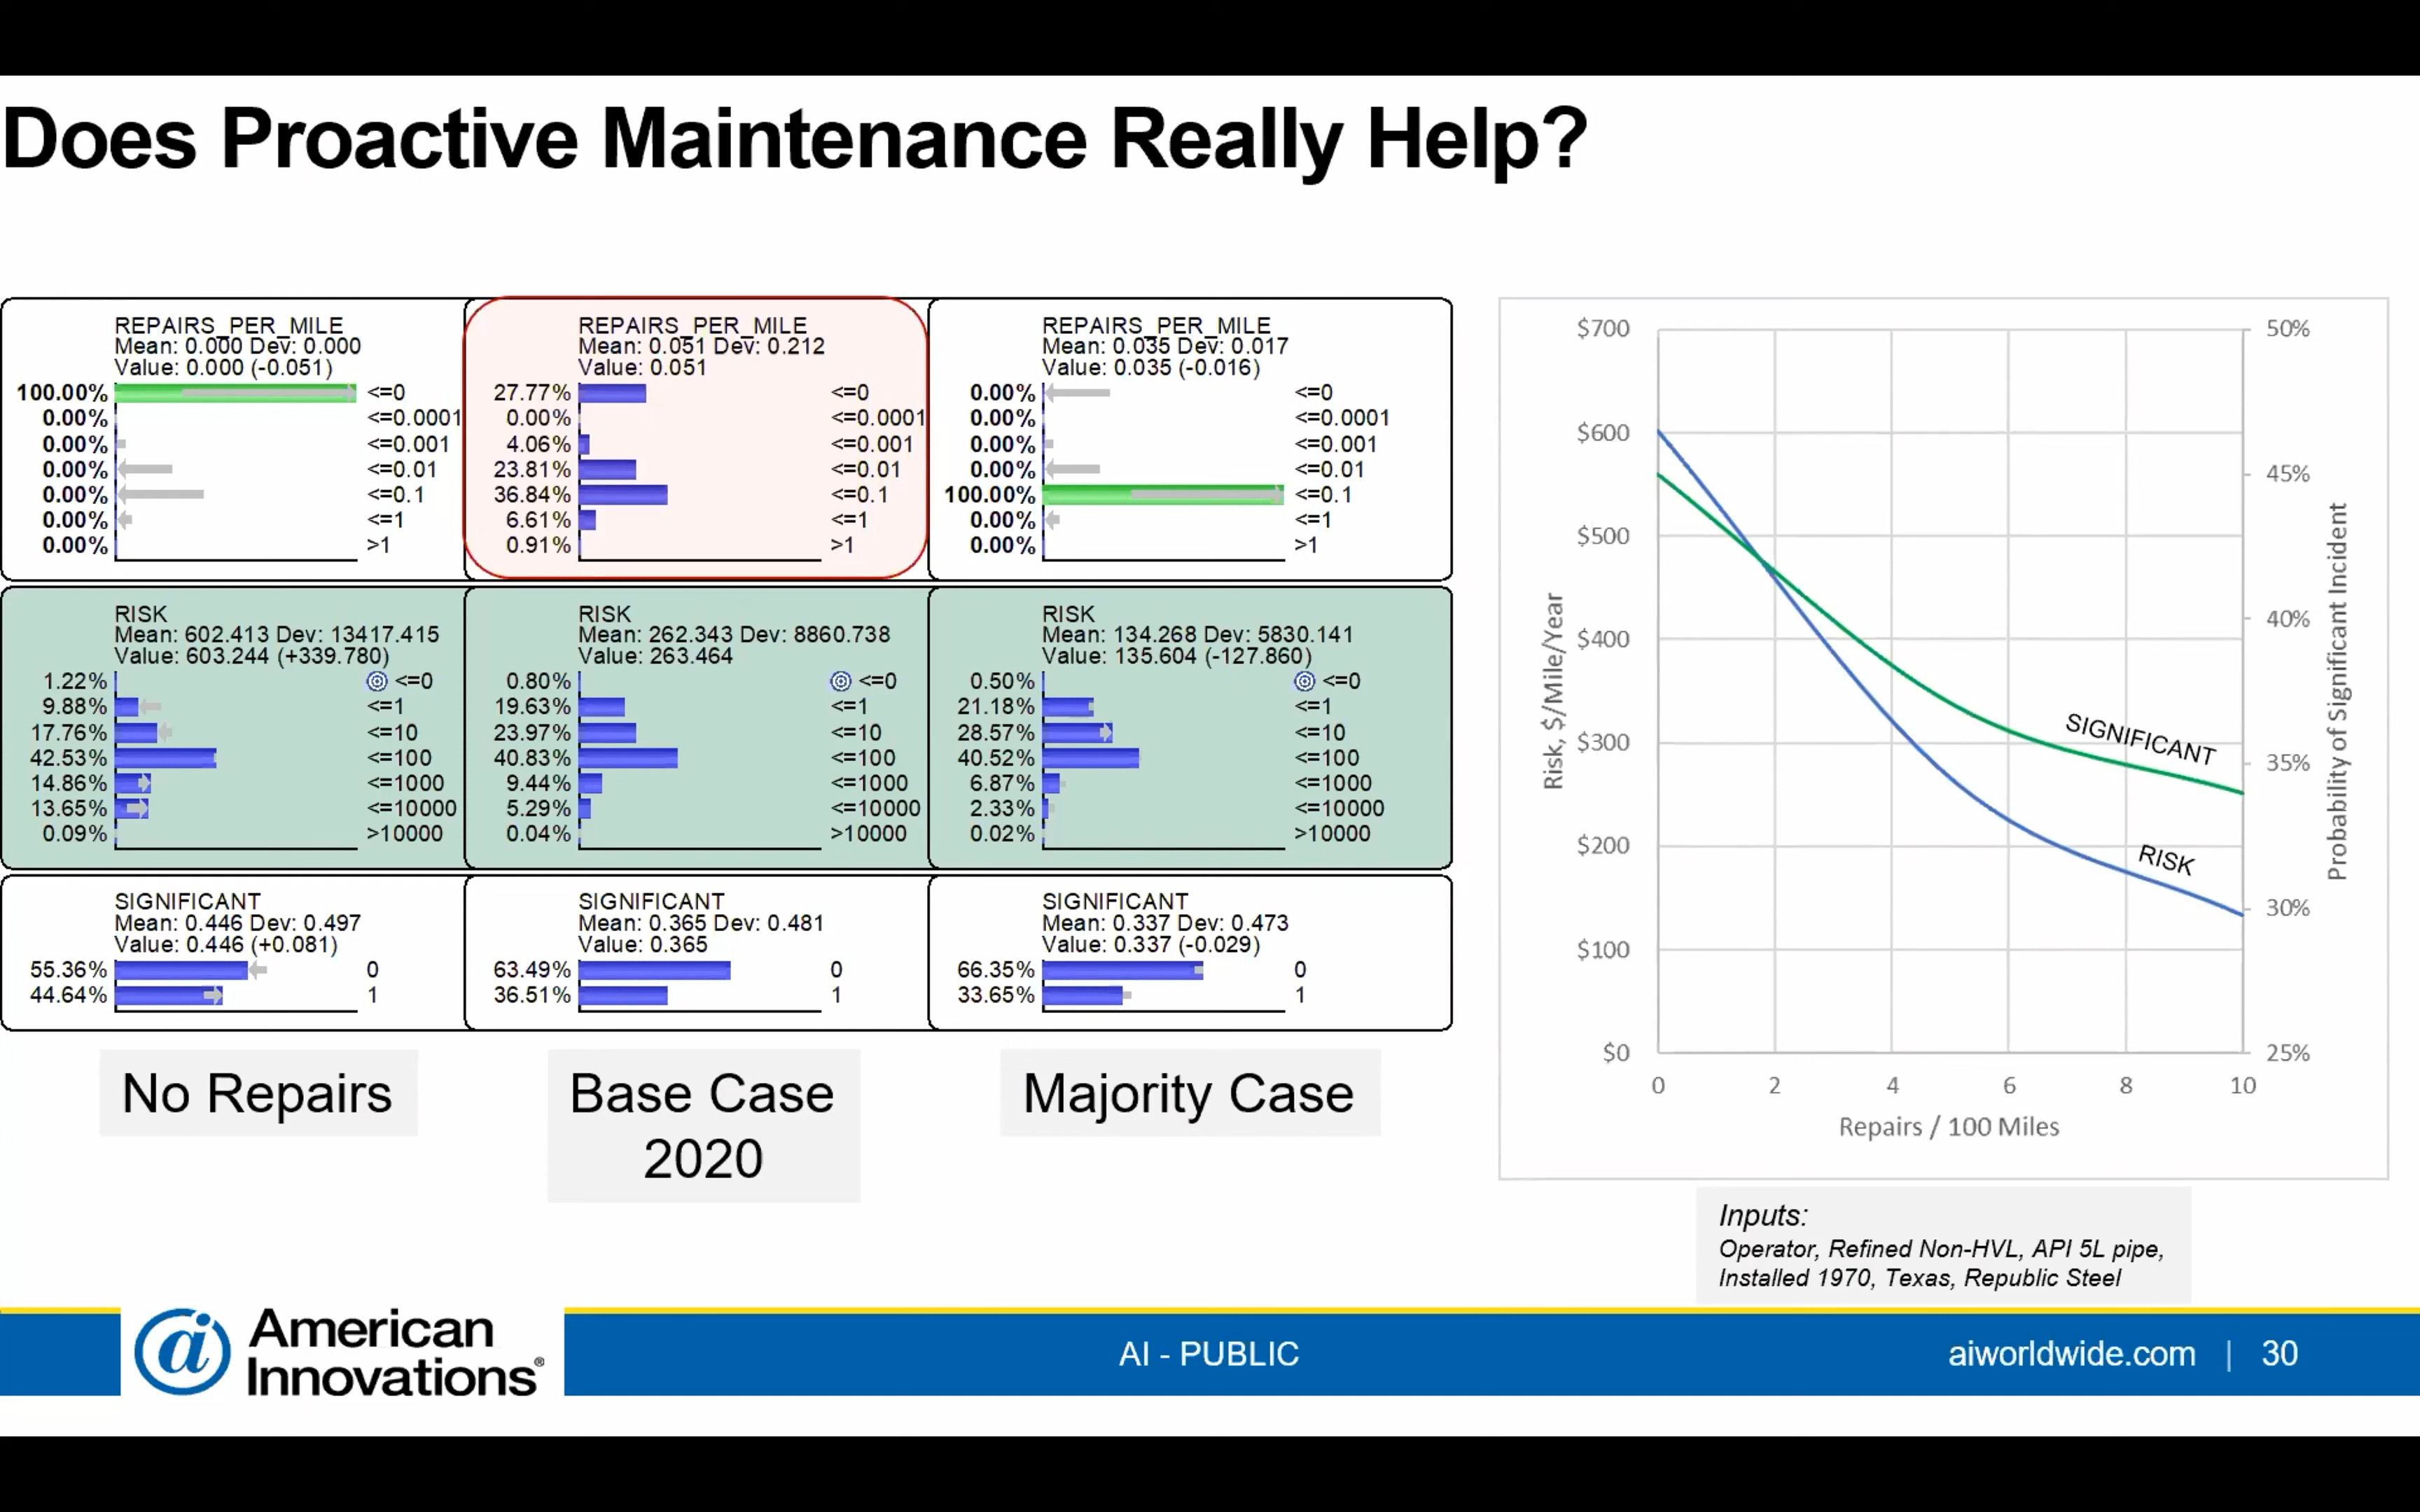 Does Proactive Maintenance Really Help?
REPAIRS_PER_MILE
Mean: 0.000 Dev: 0.000
Value: 0.000 (-0.051)
100.00% <=0
0.00% <=0.0001
0.00% <=0.001
0.00% <=0.01
0.00% <=0.1
0.00% <=1
0.00% >1
REPAIRS_PER_MILE
Mean: 0.051 Dev: 0.212
Value: 0.051
27.77% <=0
0.00% <=0.0001
4.06% <=0.001
23.81% <=0.01
36.84% <=0.1
6.61% <=1
0.91% >1
REPAIRS_PER_MILE
Mean: 0.035 Dev: 0.017
Value: 0.035 (-0.016)
0.00% <=0
0.00% <=0.0001
0.00% <=0.001
0.00% <=0.01
100.00% <=0.1
0.00% <=1
0.00% >1
RISK
Mean: 602.413 Dev: 13417.415
Value: 603.244 (+339.780)
1.22% <=0
9.88% <=1
17.76% <=10
42.53% <=100
14.86% <=1000
13.65% <=10000
0.09% >10000
RISK
Mean: 262.343 Dev: 8860.738
Value: 263.464
0.80% <=0
19.63% <=1
23.97% <=10
40.83% <=100
9.44% <=1000
5.29% <=10000
0.04% >10000
RISK
Mean: 134.268 Dev: 5830.141
Value: 135.604 (-127.860)
0.50% <=0
21.18% <=1
28.57% <=10
40.52% <=100
6.87% <=1000
2.33% <=10000
0.02% >10000
SIGNIFICANT
Mean: 0.446 Dev: 0.497
Value: 0.446 (+0.081)
55.36% 0
44.64% 1
SIGNIFICANT
Mean: 0.365 Dev: 0.481
Value: 0.365
63.49% 0
36.51% 1
SIGNIFICANT
Mean: 0.337 Dev: 0.473
Value: 0.337 (-0.029)
66.35% 0
33.65% 1
No Repairs
Base Case
2020
Majority Case
Risk, $/Mile/Year
$700
$600
$500
$400
$300
$200
$100
$0
50%
45%
40%
35%
30%
25%
Probability of Significant Incident
SIGNIFICANT
RISK
0 2 4 6 8 10
Repairs / 100 Miles
Inputs:
Operator, Refined Non-HVL, API 5L pipe,
Installed 1970, Texas, Republic Steel
@i American
Innovations®
AI - PUBLIC
aiworldwide.com | 30